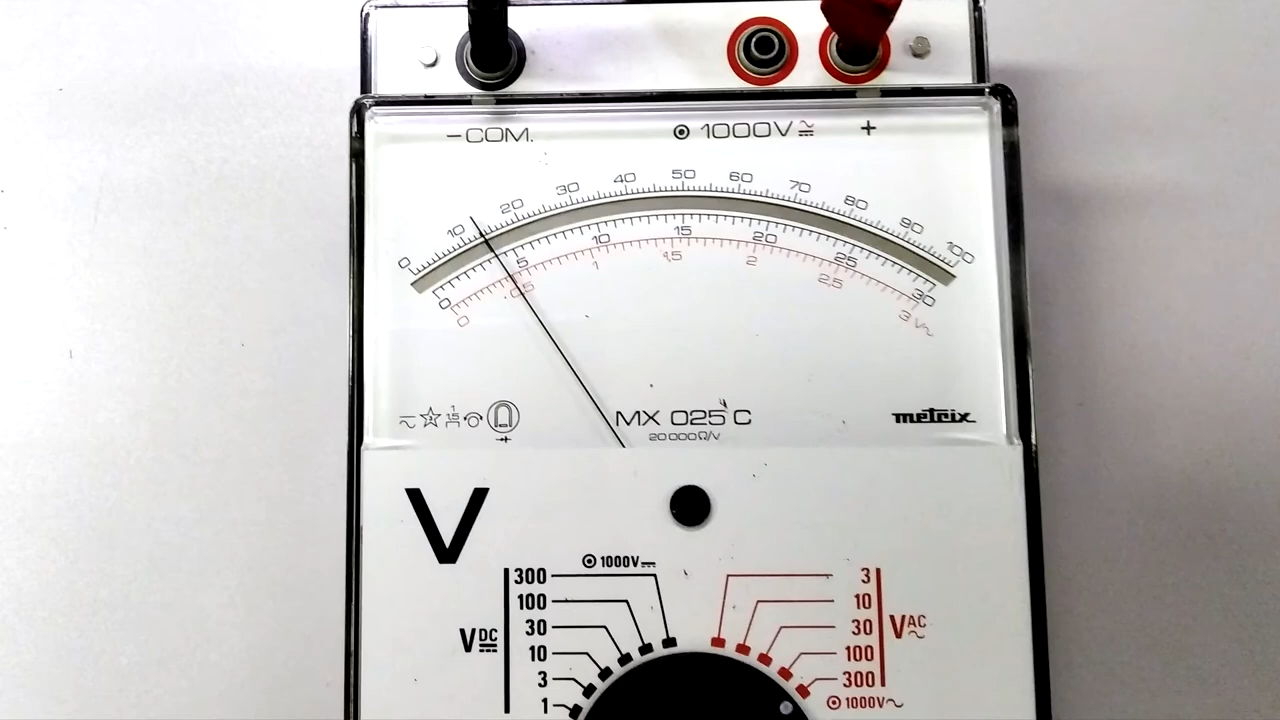 −COM. ⊙ 1000V ≂ +
0 10 20 30 40 50 60 70 80 90 100
0 5 10 15 20 25 30
0 0,5 1 1,5 2 2,5 3 V~
MX 025 C
20 000 Ω/V
metrix
V
⊙ 1000V
300
100
30
10
3
1
V DC
3
10
30
100
300
⊙ 1000V~
V AC